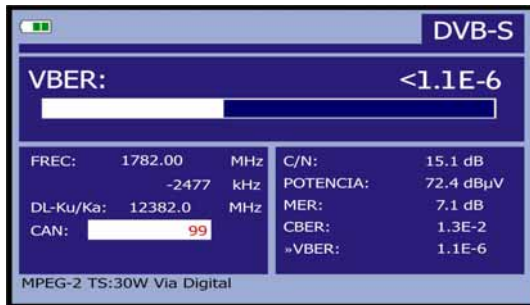 DVB-S
VBER: <1.1E-6
FREC: 1782.00 MHz
-2477 kHz
DL-Ku/Ka: 12382.0 MHz
CAN: 99
C/N: 15.1 dB
POTENCIA: 72.4 dBµV
MER: 7.1 dB
CBER: 1.3E-2
»VBER: 1.1E-6
MPEG-2 TS:30W Via Digital